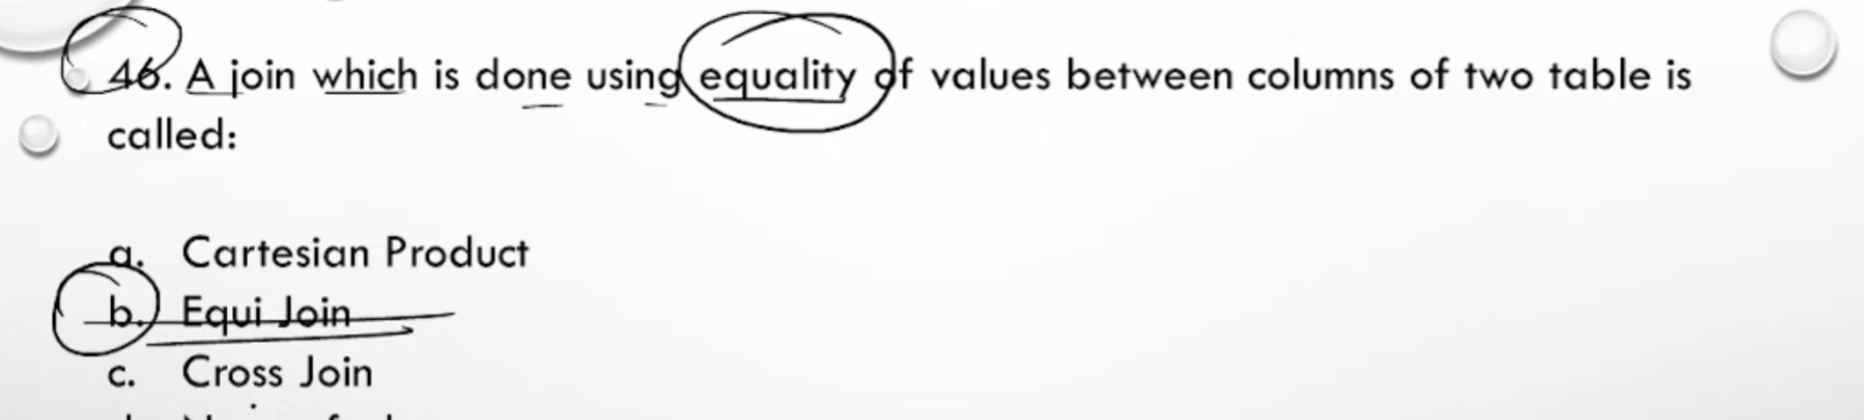 46. A join which is done using equality of values between columns of two table is
called:
a. Cartesian Product
b. Equi Join
c. Cross Join